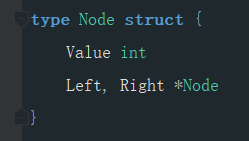 type Node struct {
Value int
Left, Right *Node
}